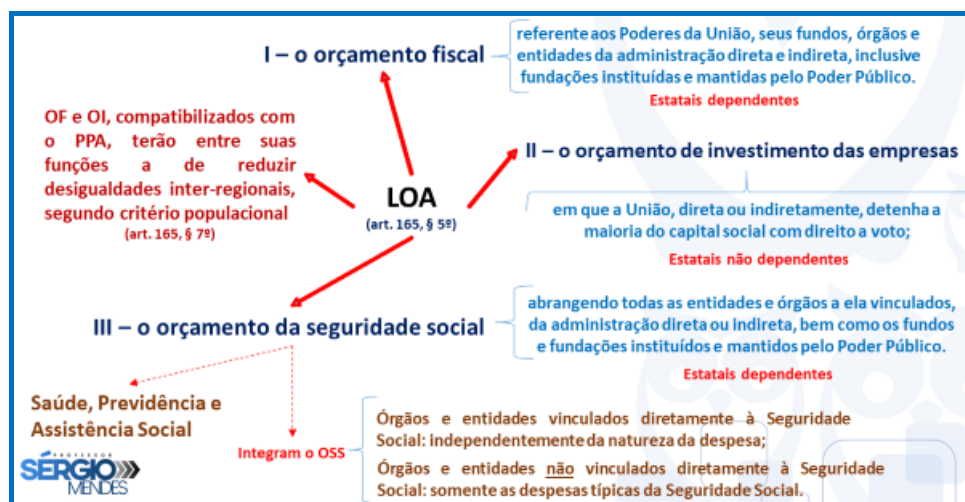 I – o orçamento fiscal
referente aos Poderes da União, seus fundos, órgãos e
entidades da administração direta e indireta, inclusive
fundações instituídas e mantidas pelo Poder Público.
Estatais dependentes
OF e OI, compatibilizados com
o PPA, terão entre suas
funções a de reduzir
desigualdades inter-regionais,
segundo critério populacional
(art. 165, § 7º)
LOA
(art. 165, § 5º)
II – o orçamento de investimento das empresas
em que a União, direta ou indiretamente, detenha a
maioria do capital social com direito a voto;
Estatais não dependentes
III – o orçamento da seguridade social
abrangendo todas as entidades e órgãos a ela vinculados,
da administração direta ou indireta, bem como os fundos
e fundações instituídos e mantidos pelo Poder Público.
Estatais dependentes
Saúde, Previdência e
Assistência Social
Integram o OSS
Órgãos e entidades vinculados diretamente à Seguridade
Social: independentemente da natureza da despesa;
Órgãos e entidades não vinculados diretamente à Seguridade
Social: somente as despesas típicas da Seguridade Social.
PROFESSOR
SÉRGIO
MENDES